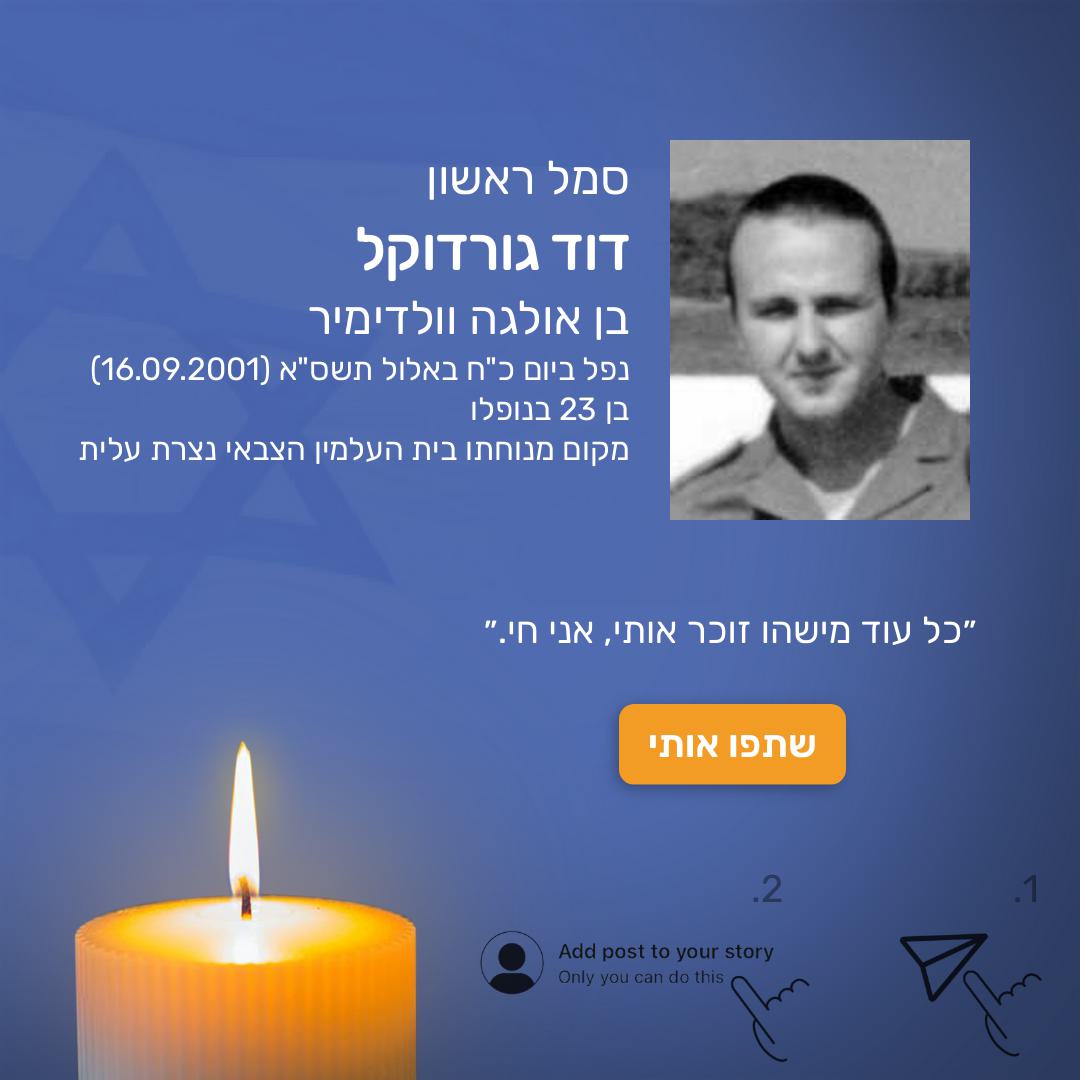 סמל ראשון
דוד גורדוקל
בן אולגה וולדימיר
נפל ביום כ"ח באלול תשס"א (16.09.2001)
בן 23 בנופלו
מקום מנוחתו בית העלמין הצבאי נצרת עלית
״כל עוד מישהו זוכר אותי, אני חי.״
שתפו אותי
1.
2.
Add post to your story
Only you can do this